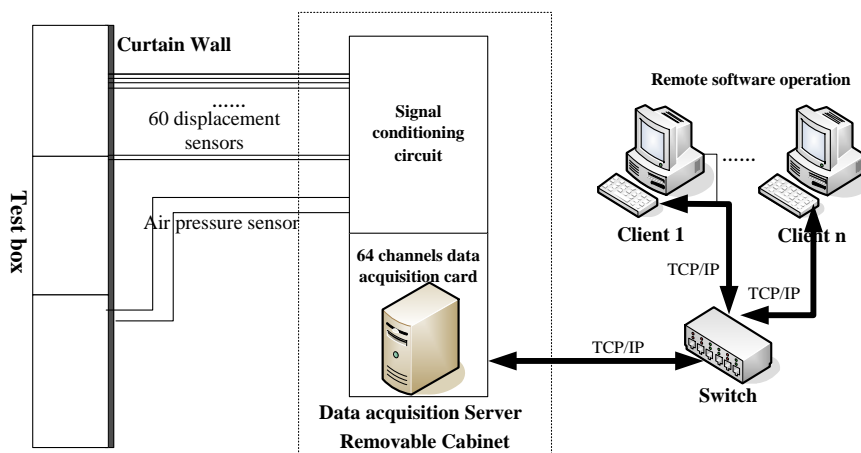 Curtain Wall
......
60 displacement
sensors
Test box
Air pressure sensor
Signal
conditioning
circuit
64 channels data
acquisition card
Data acquisition Server
Removable Cabinet
Remote software operation
......
Client 1
Client n
TCP/IP
TCP/IP
TCP/IP
Switch